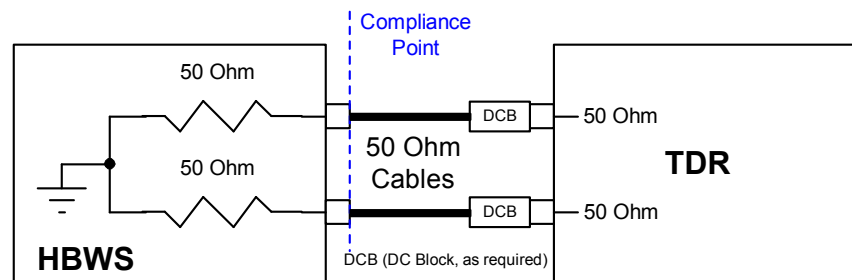 Compliance
Point
50 Ohm
DCB
50 Ohm
50 Ohm
50 Ohm
Cables
TDR
DCB
50 Ohm
HBWS
DCB (DC Block, as required)